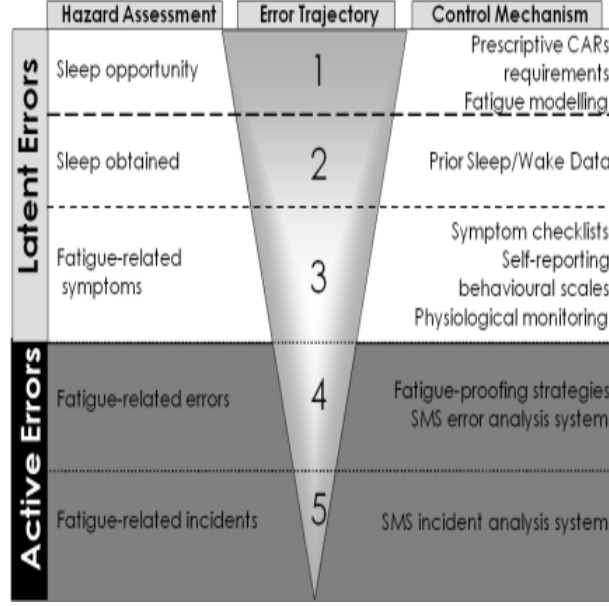 Hazard Assessment
Error Trajectory
Control Mechanism
Latent Errors
Sleep opportunity
1
Prescriptive CARs
requirements
Fatigue modelling
Sleep obtained
2
Prior Sleep/Wake Data
Fatigue-related
symptoms
3
Symptom checklists
Self-reporting
behavioural scales
Physiological monitoring
Active Errors
Fatigue-related errors
4
Fatigue-proofing strategies
SMS error analysis system
Fatigue-related incidents
5
SMS incident analysis system